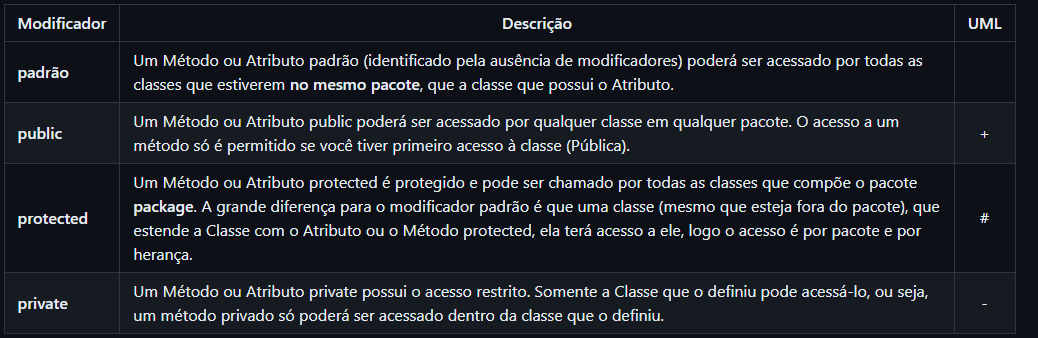 Modificador Descrição UML
padrão
Um Método ou Atributo padrão (identificado pela ausência de modificadores) poderá ser acessado por todas as
classes que estiverem no mesmo pacote, que a classe que possui o Atributo.
public
Um Método ou Atributo public poderá ser acessado por qualquer classe em qualquer pacote. O acesso a um
método só é permitido se você tiver primeiro acesso à classe (Pública).
+
protected
Um Método ou Atributo protected é protegido e pode ser chamado por todas as classes que compõe o pacote
package. A grande diferença para o modificador padrão é que uma classe (mesmo que esteja fora do pacote), que
estende a Classe com o Atributo ou o Método protected, ela terá acesso a ele, logo o acesso é por pacote e por
herança.
#
private
Um Método ou Atributo private possui o acesso restrito. Somente a Classe que o definiu pode acessá-lo, ou seja,
um método privado só poderá ser acessado dentro da classe que o definiu.
-